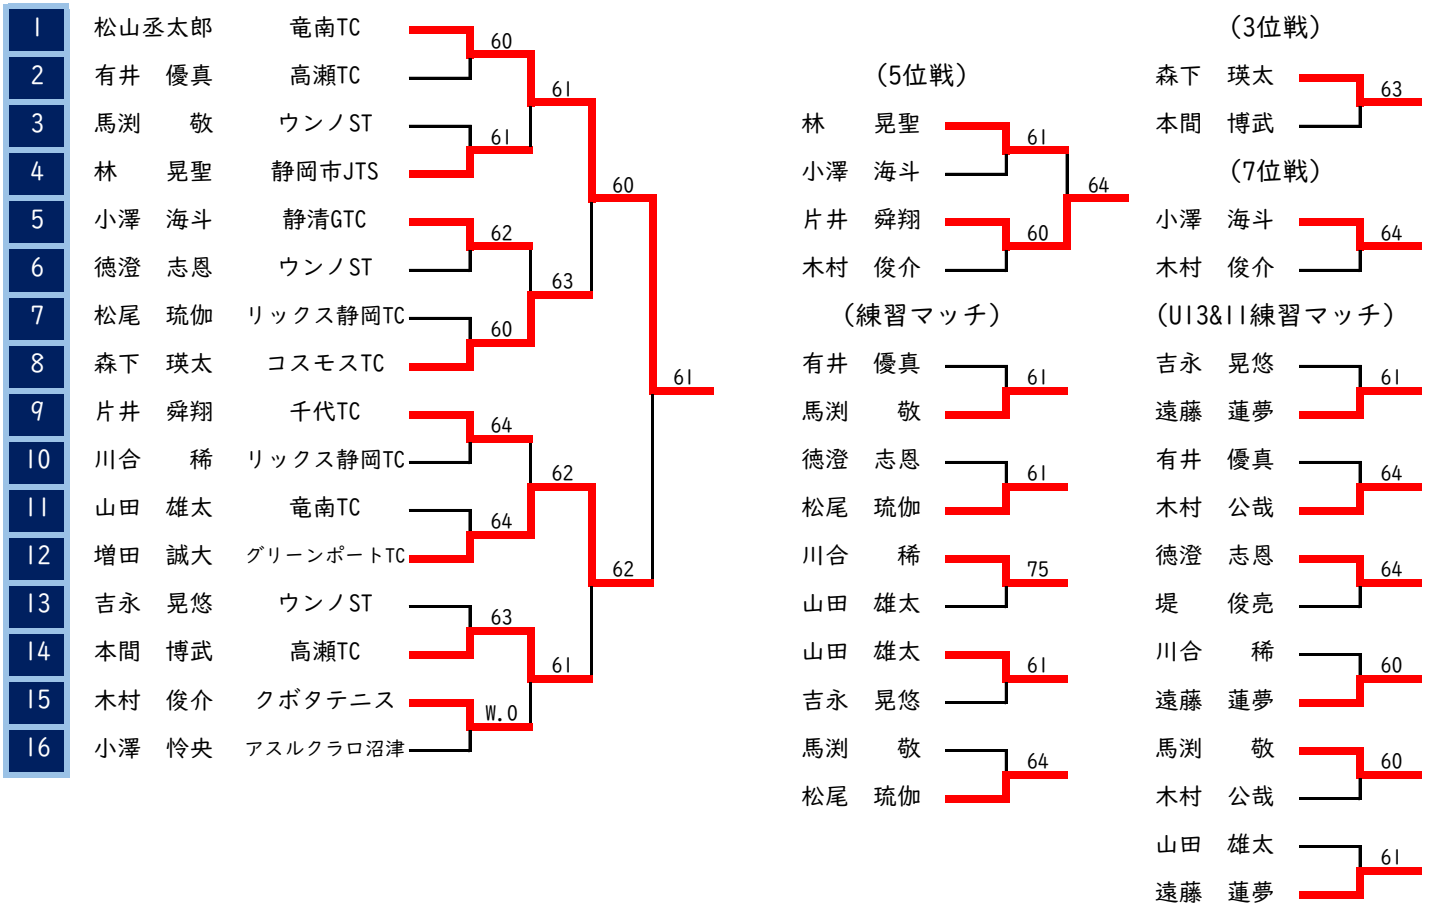 1 松山丞太郎 竜南TC
60
2 有井 優真 高瀬TC
61
3 馬渕 敬 ウンノST
61
4 林 晃聖 静岡市JTS
60
5 小澤 海斗 静清GTC
62
6 徳澄 志恩 ウンノST
63
7 松尾 琉伽 リックス静岡TC
60
8 森下 瑛太 コスモスTC
61
9 片井 舜翔 千代TC
64
10 川合 稀 リックス静岡TC
62
11 山田 雄太 竜南TC
64
12 増田 誠大 グリーンポートTC
62
13 吉永 晃悠 ウンノST
63
14 本間 博武 高瀬TC
61
15 木村 俊介 クボタテニス
W.O
16 小澤 怜央 アスルクラロ沼津
(5位戦)
林 晃聖
61
小澤 海斗
64
片井 舜翔
60
木村 俊介
(練習マッチ)
有井 優真
61
馬渕 敬
徳澄 志恩
61
松尾 琉伽
川合 稀
75
山田 雄太
山田 雄太
61
吉永 晃悠
馬渕 敬
64
松尾 琉伽
(3位戦)
森下 瑛太
63
本間 博武
(7位戦)
小澤 海斗
64
木村 俊介
(U13&11練習マッチ)
吉永 晃悠
61
遠藤 蓮夢
有井 優真
64
木村 公哉
徳澄 志恩
64
堤 俊亮
川合 稀
60
遠藤 蓮夢
馬渕 敬
60
木村 公哉
山田 雄太
61
遠藤 蓮夢